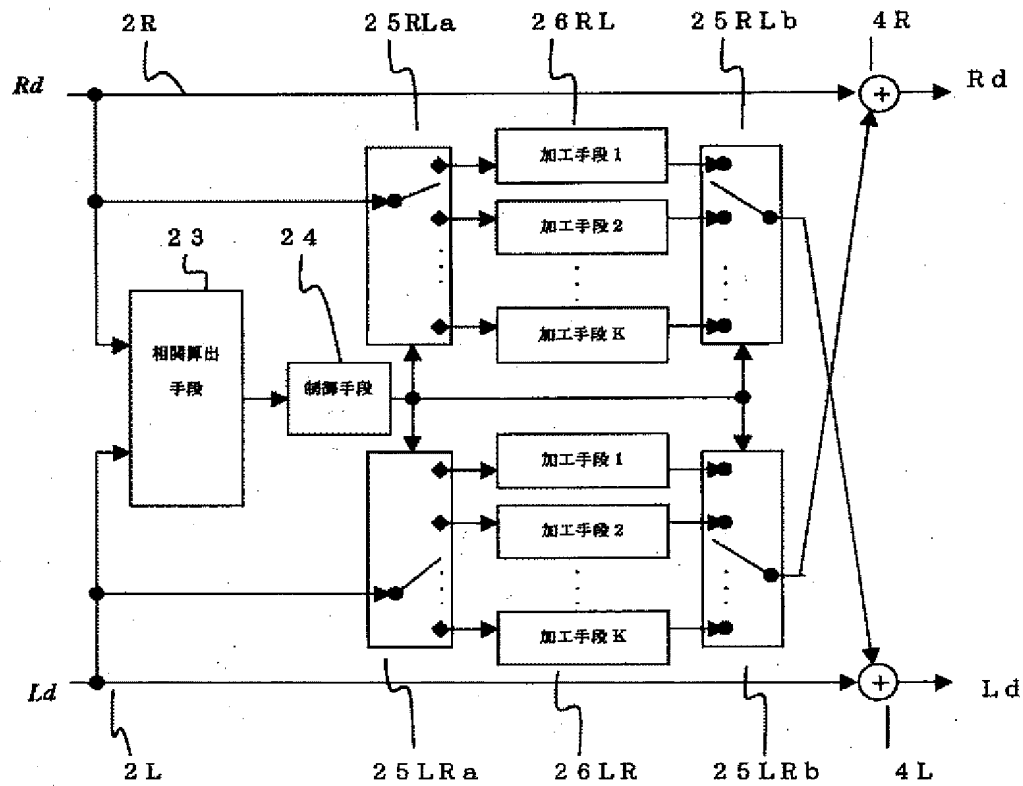 2R 25RLa 26RL 25RLb 4R
Rd
Rd
加工手段1
加工手段2
加工手段K
23 24
相関算出
手段
制御手段
加工手段1
加工手段2
加工手段K
Ld
Ld
2L 25LRa 26LR 25LRb 4L